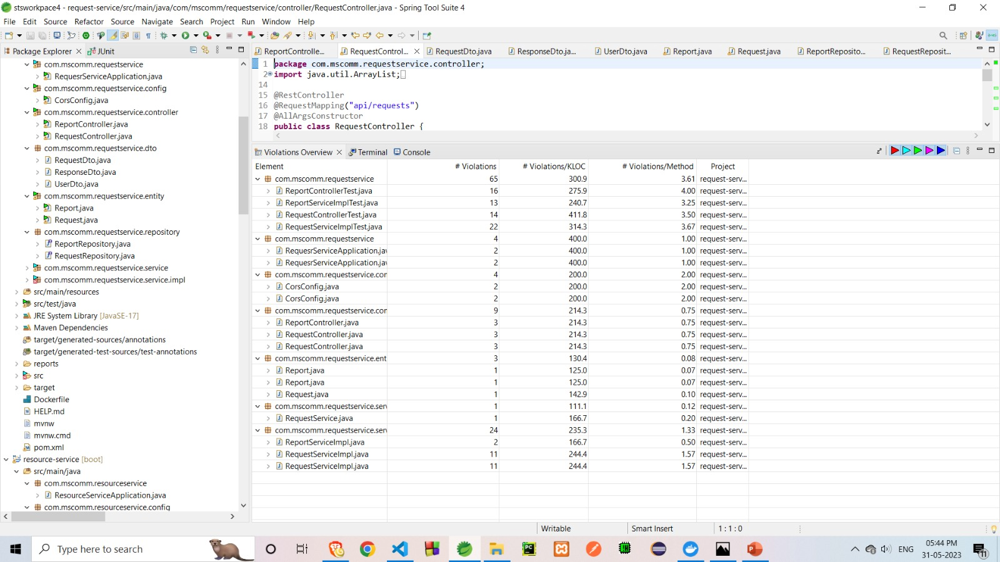 stsworkpace4 - request-service/src/main/java/com/mscomm/requestservice/controller/RequestController.java - Spring Tool Suite 4
File Edit Source Refactor Source Navigate Search Project Run Window Help
Package Explorer JUnit
com.mscomm.requestservice
RequesrServiceApplication.java
com.mscomm.requestservice.config
CorsConfig.java
com.mscomm.requestservice.controller
ReportController.java
RequestController.java
com.mscomm.requestservice.dto
RequestDto.java
ResponseDto.java
UserDto.java
com.mscomm.requestservice.entity
Report.java
Request.java
com.mscomm.requestservice.repository
ReportRepository.java
RequestRepository.java
com.mscomm.requestservice.service
com.mscomm.requestservice.service.impl
src/main/resources
src/test/java
JRE System Library [JavaSE-17]
Maven Dependencies
target/generated-sources/annotations
target/generated-test-sources/test-annotations
reports
src
target
Dockerfile
HELP.md
mvnw
mvnw.cmd
pom.xml
resource-service [boot]
src/main/java
com.mscomm.resourceservice
ResourceServiceApplication.java
com.mscomm.resourceservice.config
ReportControlle... RequestControl... RequestDto.java ResponseDto.ja... UserDto.java Report.java Request.java ReportReposito... RequestReposit...
1 package com.mscomm.requestservice.controller;
2 import java.util.ArrayList;
14
15 @RestController
16 @RequestMapping("api/requests")
17 @AllArgsConstructor
18 public class RequestController {
Violations Overview Terminal Console
Element # Violations # Violations/KLOC # Violations/Method Project
com.mscomm.requestservice 65 300.9 3.61 request-serv...
ReportControllerTest.java 16 275.9 4.00 request-serv...
ReportServiceImplTest.java 13 240.7 3.25 request-serv...
RequestControllerTest.java 14 411.8 3.50 request-serv...
RequestServiceImplTest.java 22 314.3 3.67 request-serv...
com.mscomm.requestservice 4 400.0 1.00 request-serv...
RequesrServiceApplication.jav 2 400.0 1.00 request-serv...
RequesrServiceApplication.jav 2 400.0 1.00 request-serv...
com.mscomm.requestservice.con 4 200.0 2.00 request-serv...
CorsConfig.java 2 200.0 2.00 request-serv...
CorsConfig.java 2 200.0 2.00 request-serv...
com.mscomm.requestservice.con 9 214.3 0.75 request-serv...
ReportController.java 3 214.3 0.75 request-serv...
RequestController.java 3 214.3 0.75 request-serv...
RequestController.java 3 214.3 0.75 request-serv...
com.mscomm.requestservice.ent 3 130.4 0.08 request-serv...
Report.java 1 125.0 0.07 request-serv...
Report.java 1 125.0 0.07 request-serv...
Request.java 1 142.9 0.10 request-serv...
com.mscomm.requestservice.serv 1 111.1 0.12 request-serv...
RequestService.java 1 166.7 0.20 request-serv...
com.mscomm.requestservice.serv 24 235.3 1.33 request-serv...
ReportServiceImpl.java 2 166.7 0.50 request-serv...
RequestServiceImpl.java 11 244.4 1.57 request-serv...
RequestServiceImpl.java 11 244.4 1.57 request-serv...
Writable Smart Insert 1 : 1 : 0
Type here to search
ENG
05:44 PM
31-05-2023
11